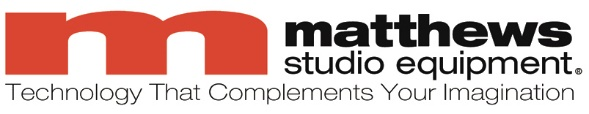 m matthews
studio equipment®
Technology That Complements Your Imagination